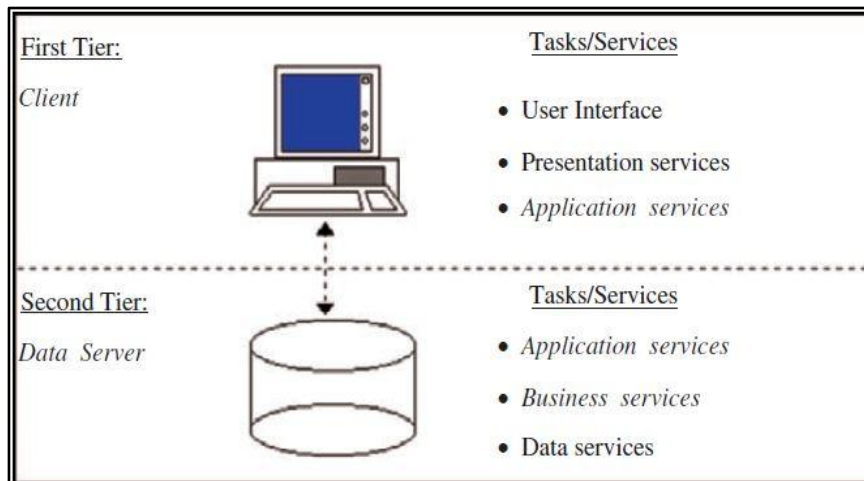 First Tier:
Client
Tasks/Services
• User Interface
• Presentation services
• Application services
Second Tier:
Data Server
Tasks/Services
• Application services
• Business services
• Data services